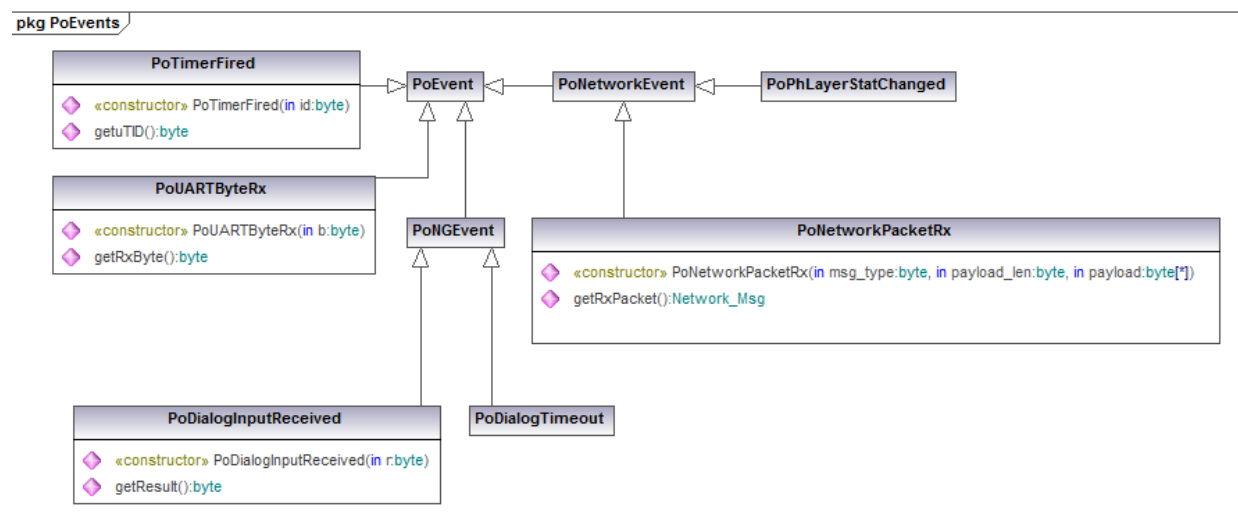 pkg PoEvents
PoTimerFired
«constructor» PoTimerFired(in id:byte)
getuTID():byte
PoEvent
PoNetworkEvent
PoPhLayerStatChanged
PoUARTByteRx
«constructor» PoUARTByteRx(in b:byte)
getRxByte():byte
PoNGEvent
PoNetworkPacketRx
«constructor» PoNetworkPacketRx(in msg_type:byte, in payload_len:byte, in payload:byte[*])
getRxPacket():Network_Msg
PoDialogInputReceived
«constructor» PoDialogInputReceived(in r:byte)
getResult():byte
PoDialogTimeout